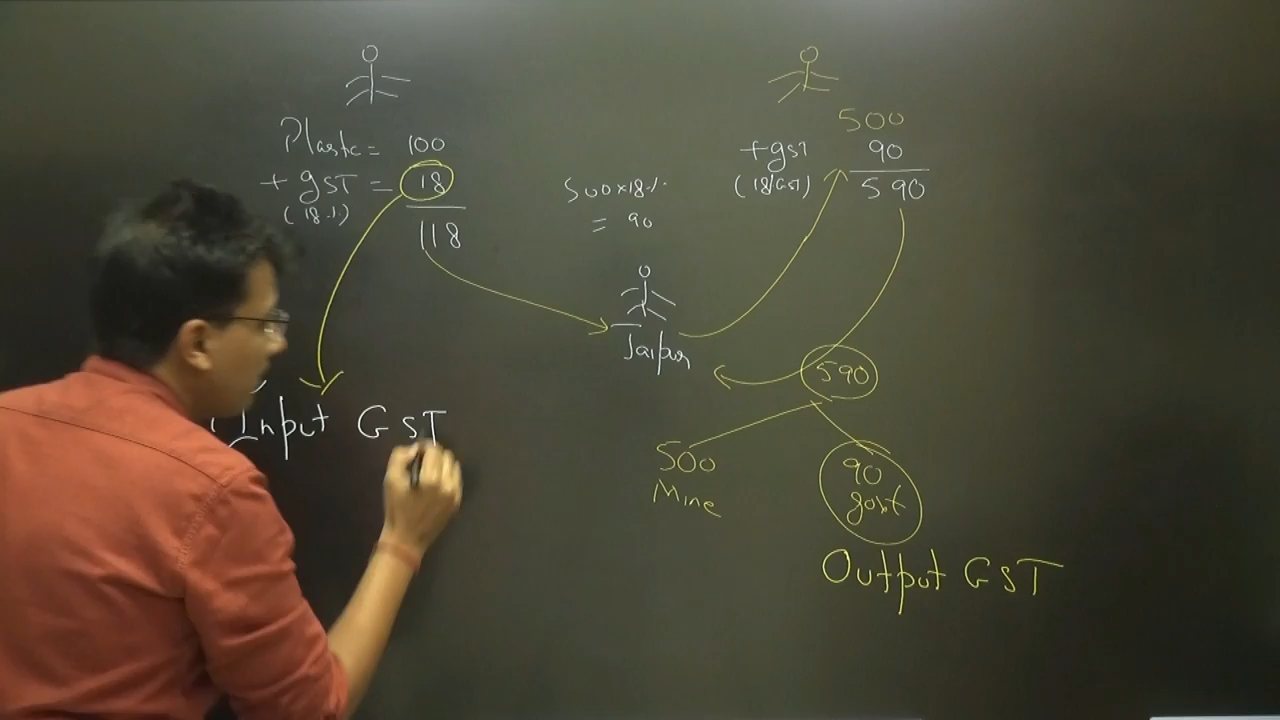 Plastic = 100
+ gST = 18
(18%)
118
500×18%
= 90
500
+gST 90
(18%GST) 590
Jaipur
590
500
Mine
90
govt
Input GST
Output GST